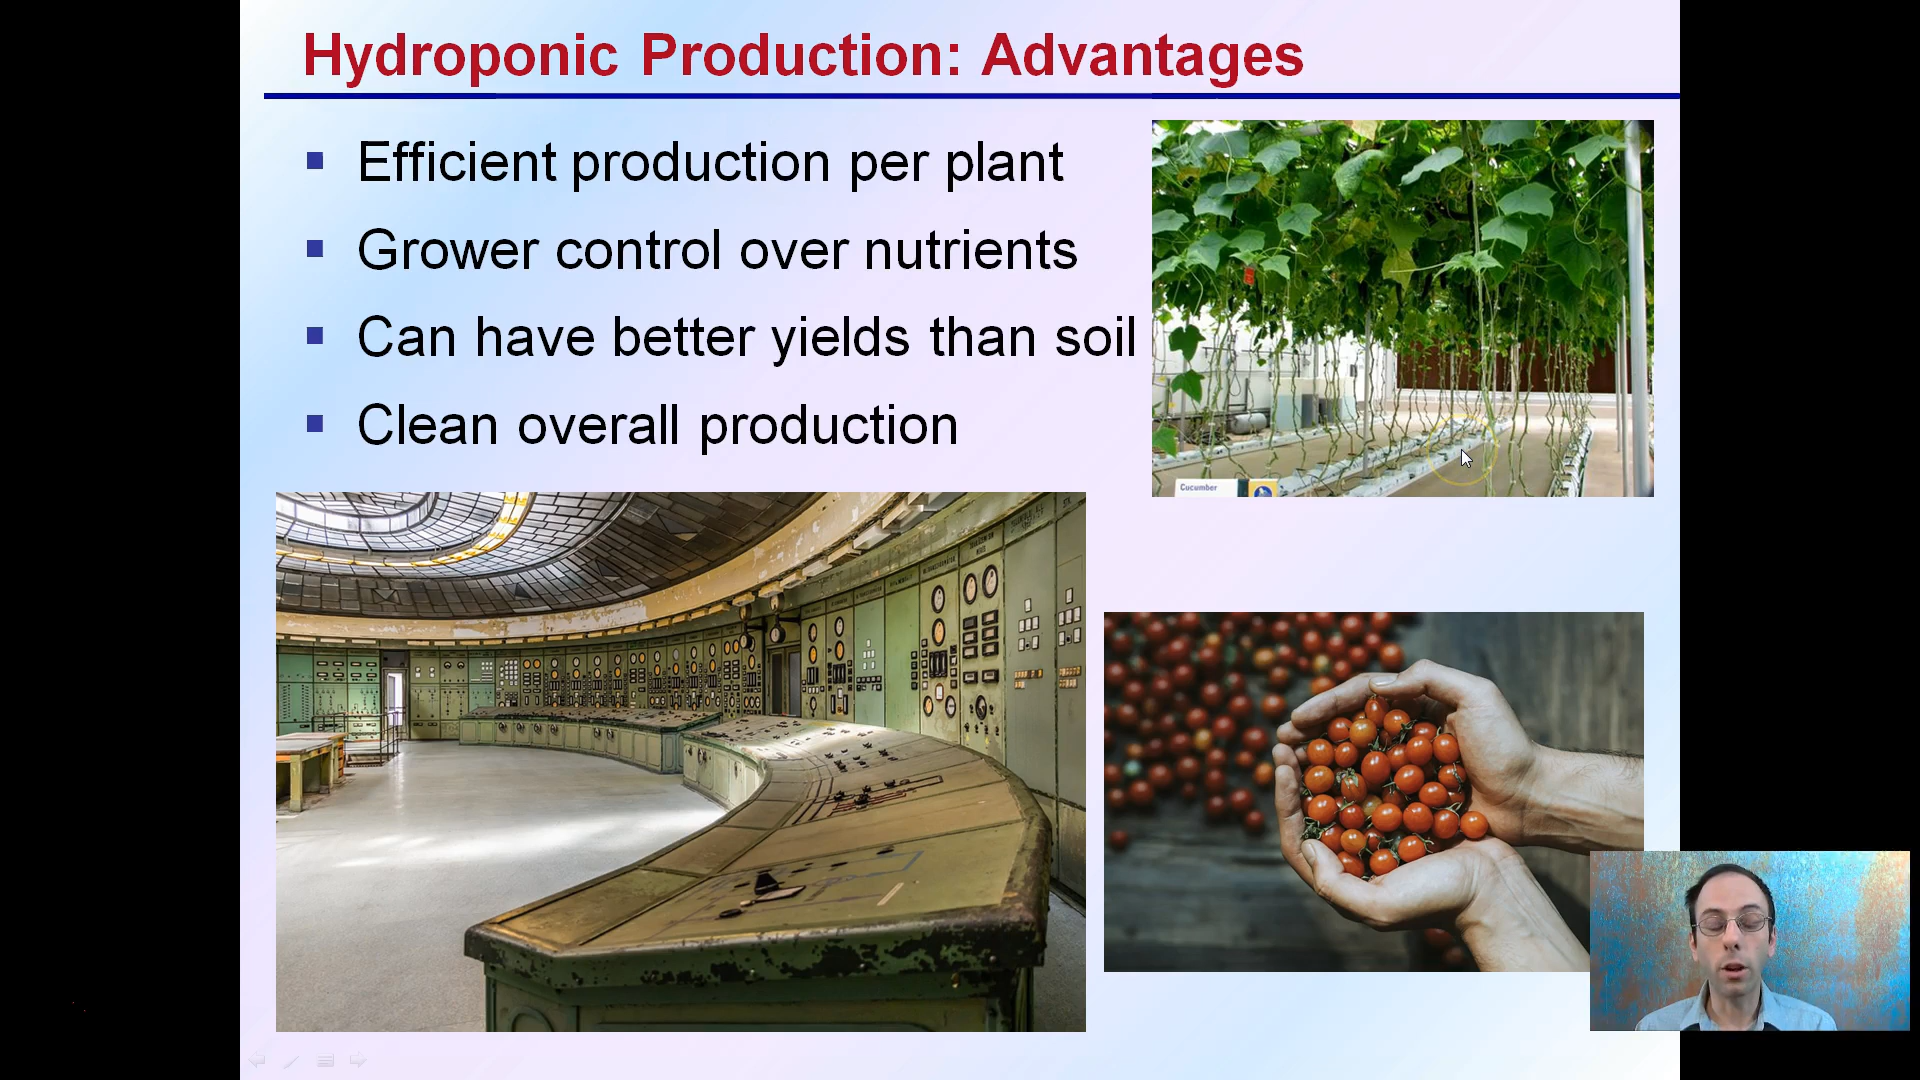 Hydroponic Production: Advantages
Efficient production per plant
Grower control over nutrients
Can have better yields than soil
Clean overall production
Cucumber